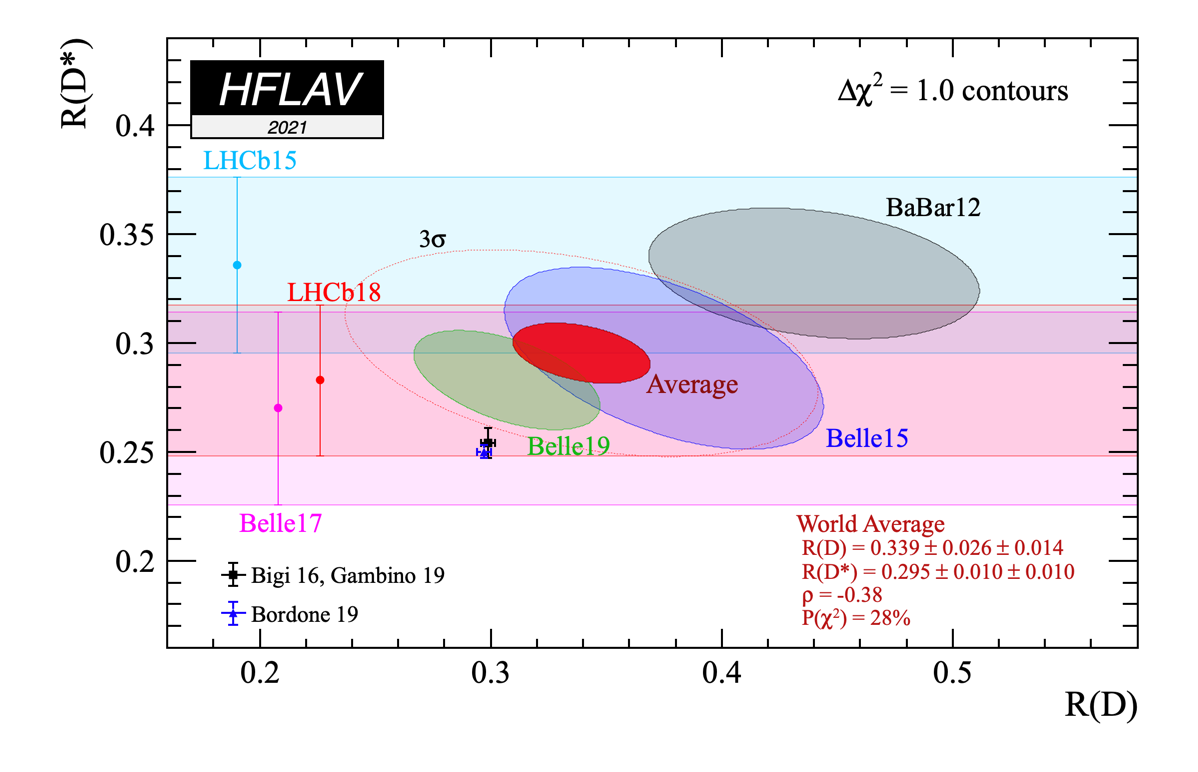 R(D*)
HFLAV
2021
Δχ² = 1.0 contours
0.4
LHCb15
BaBar12
0.35
3σ
LHCb18
0.3
Average
Belle15
Belle19
0.25
Belle17
World Average
R(D) = 0.339 ± 0.026 ± 0.014
R(D*) = 0.295 ± 0.010 ± 0.010
ρ = -0.38
P(χ²) = 28%
0.2
Bigi 16, Gambino 19
Bordone 19
0.2 0.3 0.4 0.5
R(D)